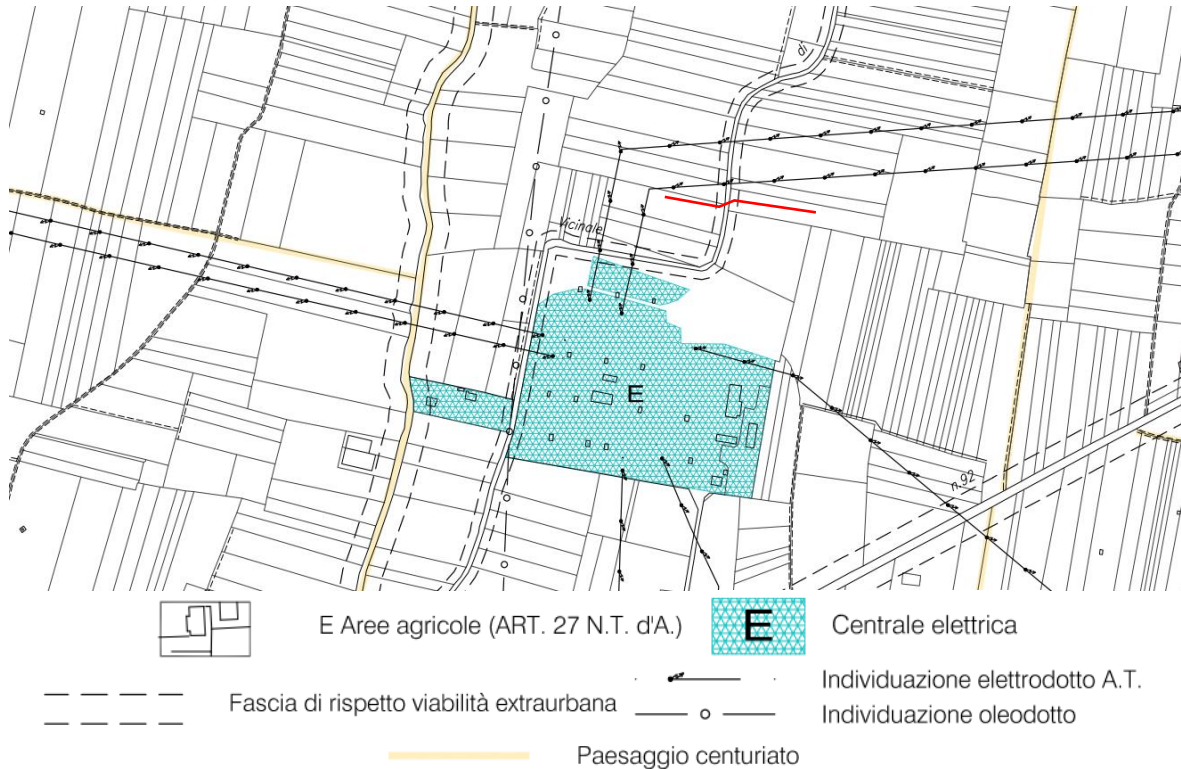 di
Vicinale
E
n.92
E Aree agricole (ART. 27 N.T. d'A.)
E
Centrale elettrica
Fascia di rispetto viabilità extraurbana
Individuazione elettrodotto A.T.
Individuazione oleodotto
Paesaggio centuriato